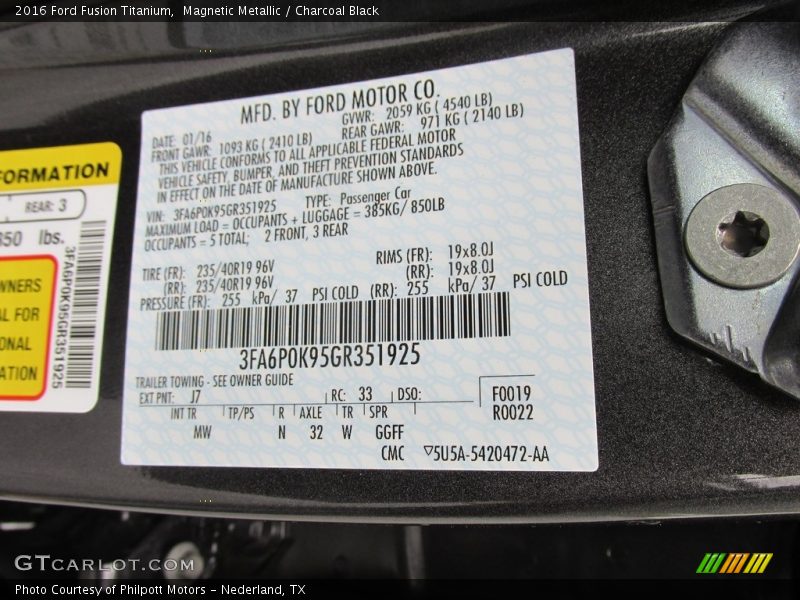 2016 Ford Fusion Titanium, Magnetic Metallic / Charcoal Black
FORMATION
REAR: 3
850 lbs.
WNERS
AL FOR
ONAL
ATION
3FA6P0K95GR351925
MFD. BY FORD MOTOR CO.
DATE: 01/16 GVWR: 2059 KG ( 4540 LB)
FRONT GAWR: 1093 KG ( 2410 LB) REAR GAWR: 971 KG ( 2140 LB)
THIS VEHICLE CONFORMS TO ALL APPLICABLE FEDERAL MOTOR
VEHICLE SAFETY, BUMPER, AND THEFT PREVENTION STANDARDS
IN EFFECT ON THE DATE OF MANUFACTURE SHOWN ABOVE.
VIN: 3FA6P0K95GR351925 TYPE: Passenger Car
MAXIMUM LOAD = OCCUPANTS + LUGGAGE = 385KG/ 850LB
OCCUPANTS = 5 TOTAL; 2 FRONT, 3 REAR
TIRE (FR): 235/40R19 96V RIMS (FR): 19x8.0J
(RR): 235/40R19 96V (RR): 19x8.0J
PRESSURE (FR): 255 kPa/ 37 PSI COLD (RR): 255 kPa/ 37 PSI COLD
3FA6P0K95GR351925
TRAILER TOWING - SEE OWNER GUIDE
EXT PNT: J7 RC: 33 DSO: F0019
INT TR TP/PS R AXLE TR SPR R0022
MW N 32 W GGFF
CMC ▽5U5A-5420472-AA
GTCARLOT.COM
Photo Courtesy of Philpott Motors - Nederland, TX